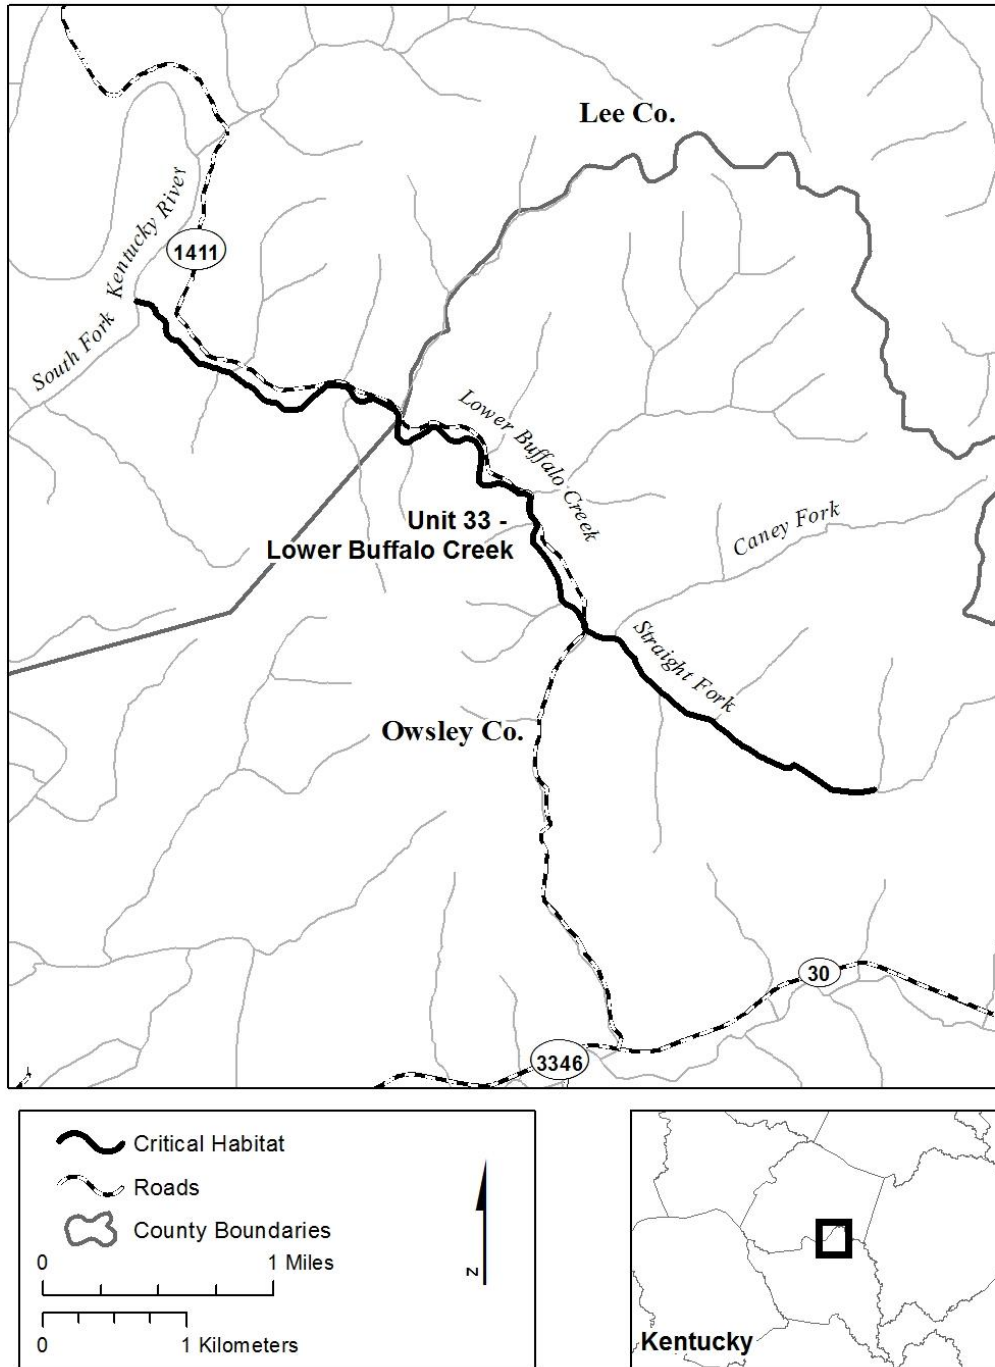 Lee Co.
South Fork Kentucky River
1411
Lower Buffalo Creek
Unit 33 -
Lower Buffalo Creek
Caney Fork
Straight Fork
Owsley Co.
30
3346
Critical Habitat
Roads
County Boundaries
0 1 Miles
0 1 Kilometers
N
Kentucky